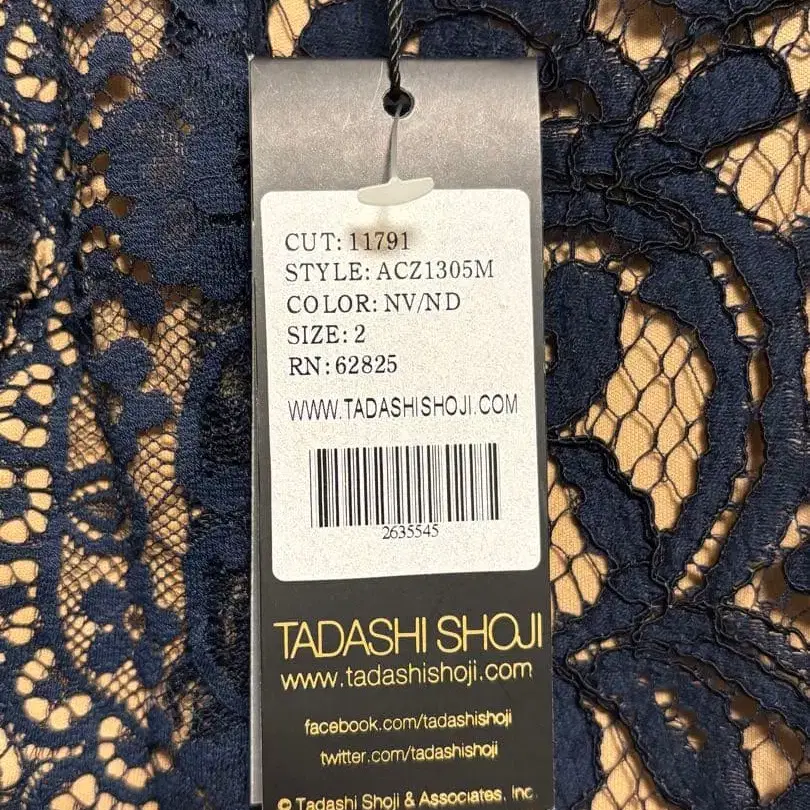 CUT: 11791
STYLE: ACZ1305M
COLOR: NV/ND
SIZE: 2
RN: 62825
WWW.TADASHISHOJI.COM
2635545
TADASHI SHOJI
www.tadashishoji.com
facebook.com/tadashishoji
twitter.com/tadashishoji
© Tadashi Shoji & Associates, Inc.